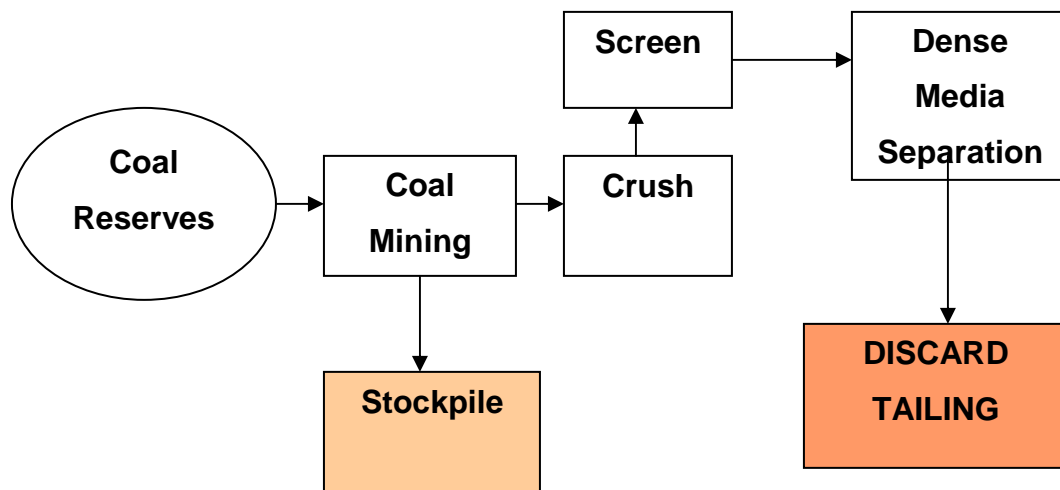 Coal
Reserves
Coal
Mining
Stockpile
Crush
Screen
Dense
Media
Separation
DISCARD
TAILING